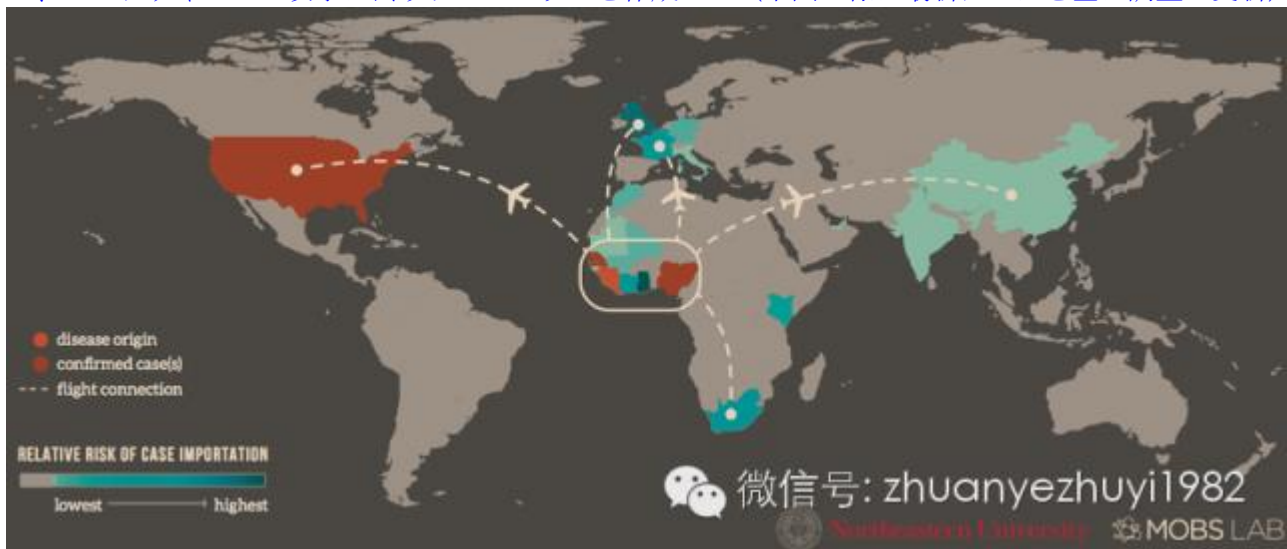 disease origin
confirmed case(s)
flight connection
RELATIVE RISK OF CASE IMPORTATION
lowest
highest
微信号: zhuanyezhuyi1982
Northeastern University
MOBS LAB